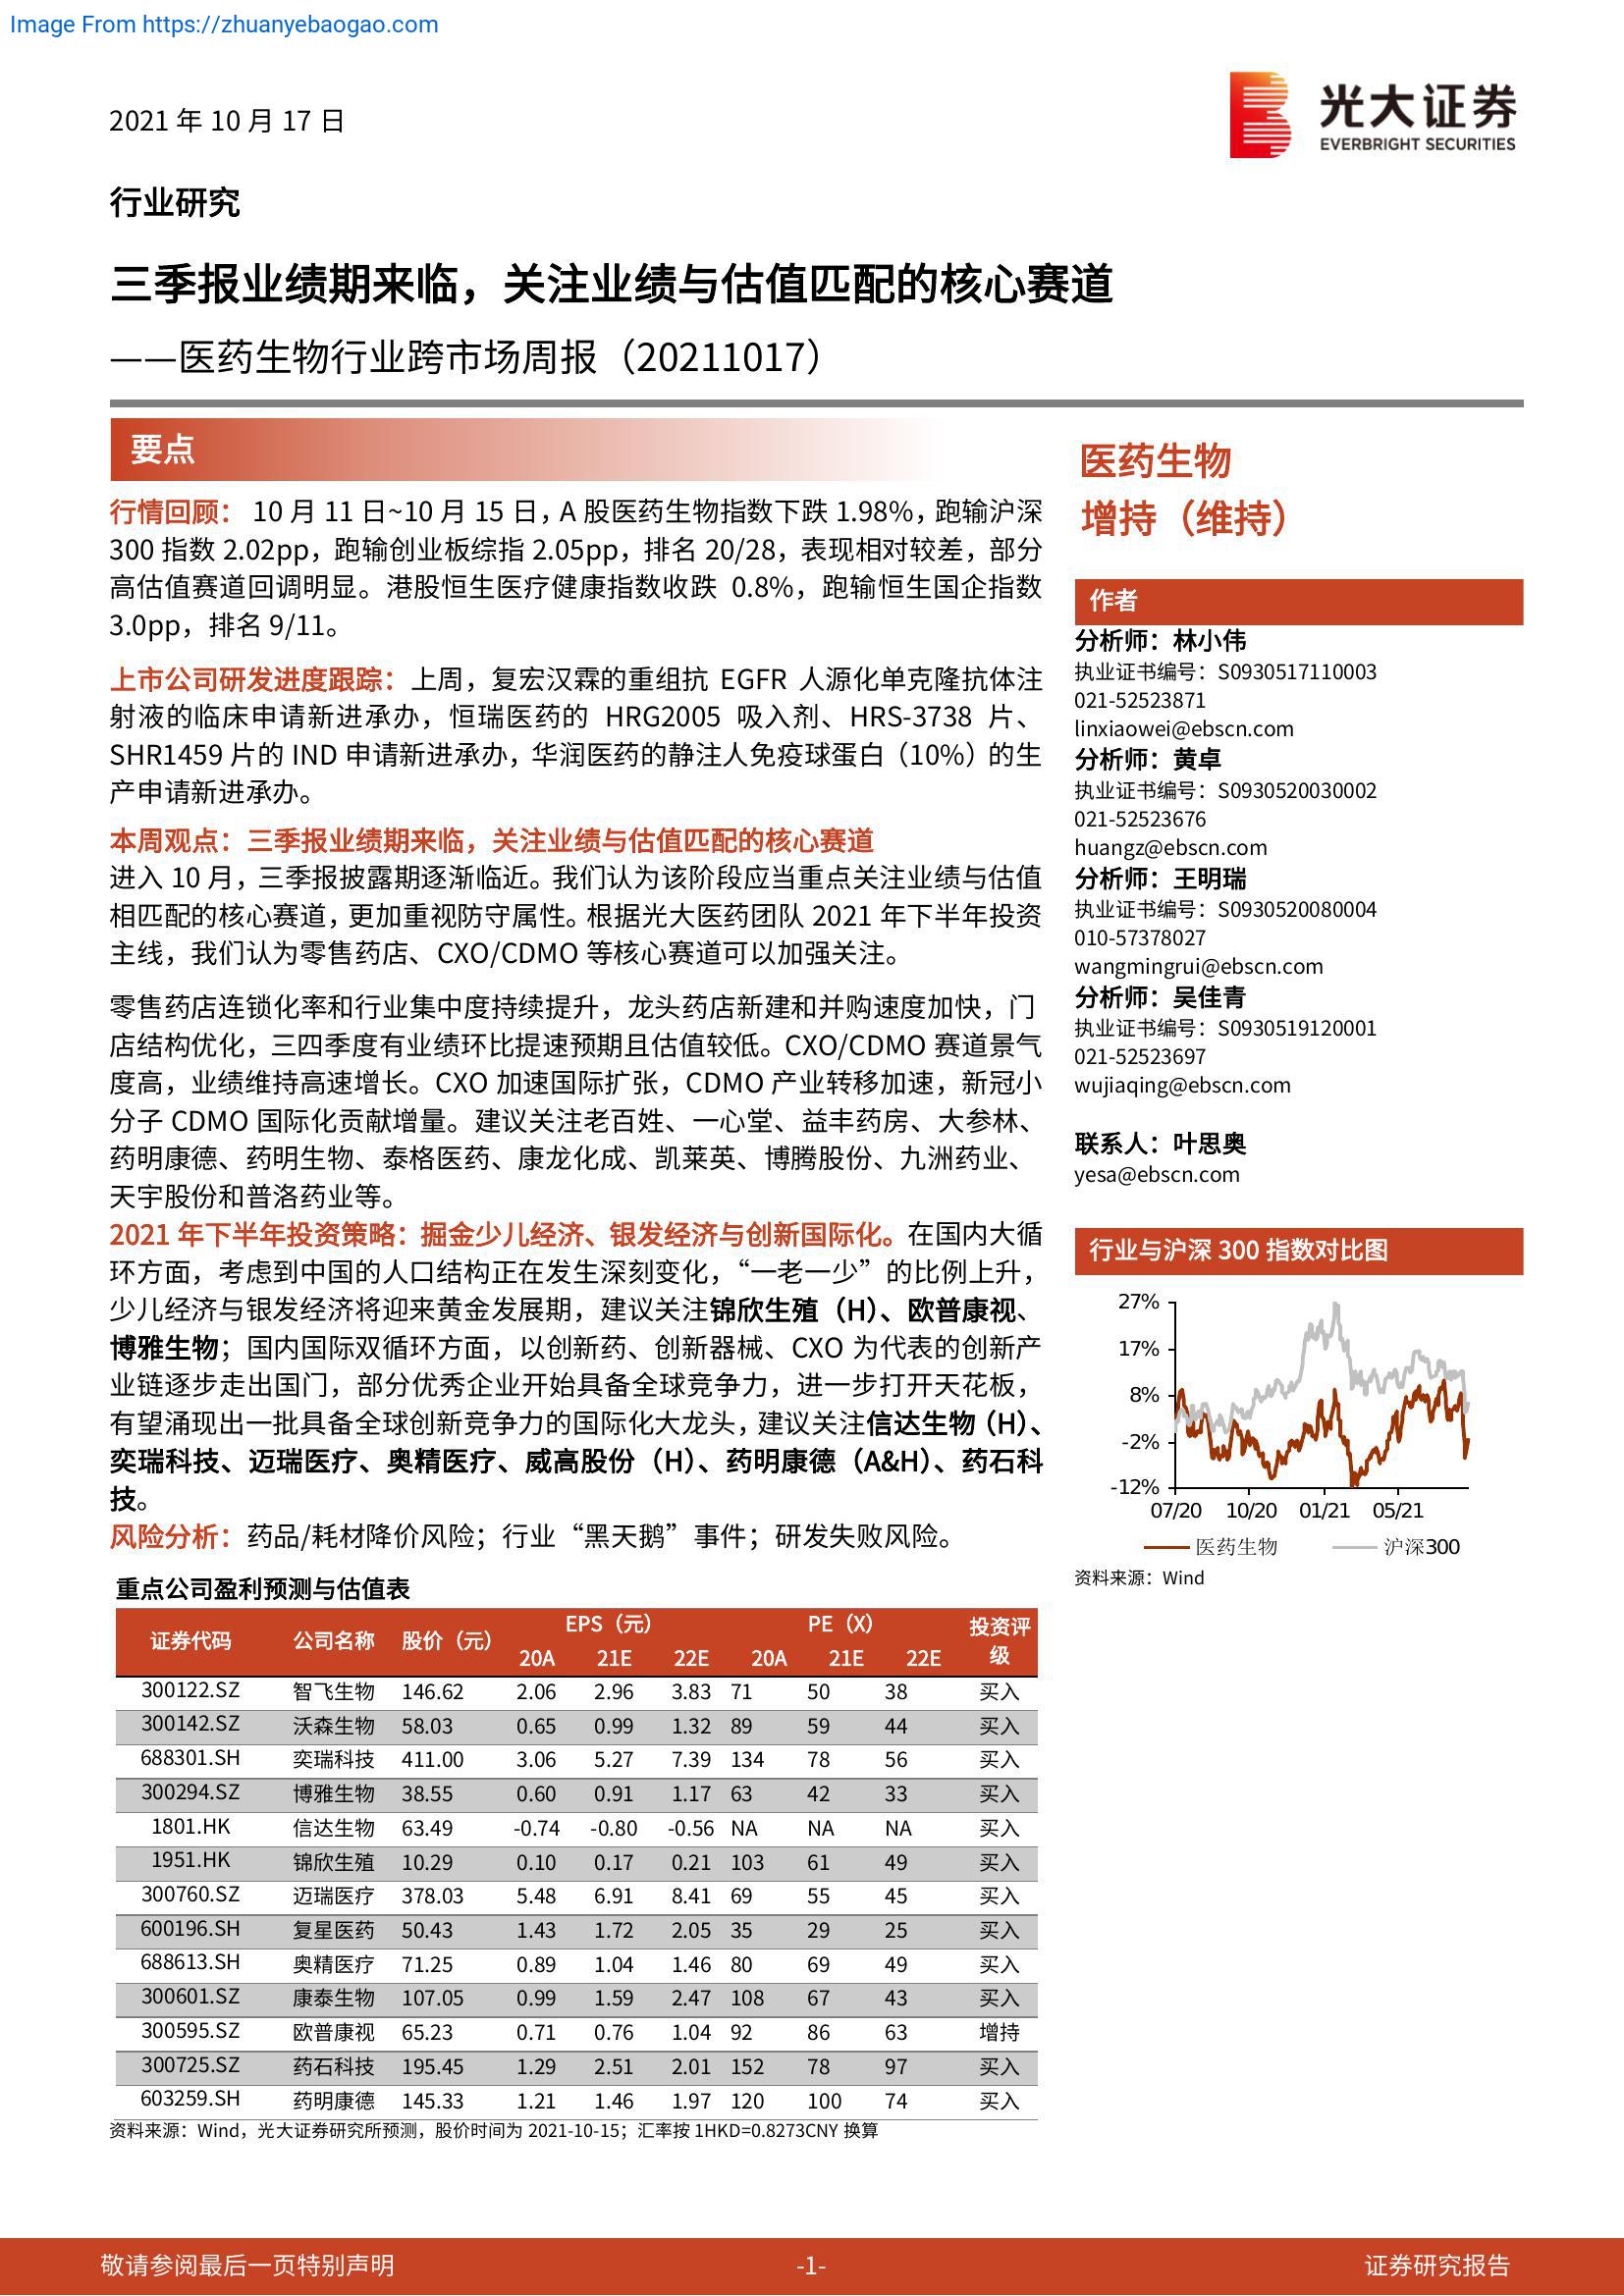 Image From https://zhuanyebaogao.com
2021 年 10 月 17 日
光大证券
EVERBRIGHT SECURITIES
行业研究
三季报业绩期来临，关注业绩与估值匹配的核心赛道
——医药生物行业跨市场周报（20211017）
要点
行情回顾： 10 月 11 日~10 月 15 日，A 股医药生物指数下跌 1.98%，跑输沪深
300 指数 2.02pp，跑输创业板综指 2.05pp，排名 20/28，表现相对较差，部分
高估值赛道回调明显。港股恒生医疗健康指数收跌 0.8%，跑输恒生国企指数
3.0pp，排名 9/11。
上市公司研发进度跟踪：上周，复宏汉霖的重组抗 EGFR 人源化单克隆抗体注
射液的临床申请新进承办，恒瑞医药的 HRG2005 吸入剂、HRS-3738 片、
SHR1459 片的 IND 申请新进承办，华润医药的静注人免疫球蛋白（10%）的生
产申请新进承办。
本周观点：三季报业绩期来临，关注业绩与估值匹配的核心赛道
进入 10 月，三季报披露期逐渐临近。我们认为该阶段应当重点关注业绩与估值
相匹配的核心赛道，更加重视防守属性。根据光大医药团队 2021 年下半年投资
主线，我们认为零售药店、CXO/CDMO 等核心赛道可以加强关注。
零售药店连锁化率和行业集中度持续提升，龙头药店新建和并购速度加快，门
店结构优化，三四季度有业绩环比提速预期且估值较低。CXO/CDMO 赛道景气
度高，业绩维持高速增长。CXO 加速国际扩张，CDMO 产业转移加速，新冠小
分子 CDMO 国际化贡献增量。建议关注老百姓、一心堂、益丰药房、大参林、
药明康德、药明生物、泰格医药、康龙化成、凯莱英、博腾股份、九洲药业、
天宇股份和普洛药业等。
2021 年下半年投资策略：掘金少儿经济、银发经济与创新国际化。在国内大循
环方面，考虑到中国的人口结构正在发生深刻变化，“一老一少”的比例上升，
少儿经济与银发经济将迎来黄金发展期，建议关注锦欣生殖（H）、欧普康视、
博雅生物；国内国际双循环方面，以创新药、创新器械、CXO 为代表的创新产
业链逐步走出国门，部分优秀企业开始具备全球竞争力，进一步打开天花板，
有望涌现出一批具备全球创新竞争力的国际化大龙头，建议关注信达生物（H）、
奕瑞科技、迈瑞医疗、奥精医疗、威高股份（H）、药明康德（A&H）、药石科
技。
风险分析：药品/耗材降价风险；行业“黑天鹅”事件；研发失败风险。
重点公司盈利预测与估值表
证券代码 公司名称 股价（元） EPS（元） PE（X） 投资评级
20A 21E 22E 20A 21E 22E
300122.SZ 智飞生物 146.62 2.06 2.96 3.83 71 50 38 买入
300142.SZ 沃森生物 58.03 0.65 0.99 1.32 89 59 44 买入
688301.SH 奕瑞科技 411.00 3.06 5.27 7.39 134 78 56 买入
300294.SZ 博雅生物 38.55 0.60 0.91 1.17 63 42 33 买入
1801.HK 信达生物 63.49 -0.74 -0.80 -0.56 NA NA NA 买入
1951.HK 锦欣生殖 10.29 0.10 0.17 0.21 103 61 49 买入
300760.SZ 迈瑞医疗 378.03 5.48 6.91 8.41 69 55 45 买入
600196.SH 复星医药 50.43 1.43 1.72 2.05 35 29 25 买入
688613.SH 奥精医疗 71.25 0.89 1.04 1.46 80 69 49 买入
300601.SZ 康泰生物 107.05 0.99 1.59 2.47 108 67 43 买入
300595.SZ 欧普康视 65.23 0.71 0.76 1.04 92 86 63 增持
300725.SZ 药石科技 195.45 1.29 2.51 2.01 152 78 97 买入
603259.SH 药明康德 145.33 1.21 1.46 1.97 120 100 74 买入
资料来源：Wind，光大证券研究所预测，股价时间为 2021-10-15；汇率按 1HKD=0.8273CNY 换算
医药生物
增持（维持）
作者
分析师：林小伟
执业证书编号：S0930517110003
021-52523871
linxiaowei@ebscn.com
分析师：黄卓
执业证书编号：S0930520030002
021-52523676
huangz@ebscn.com
分析师：王明瑞
执业证书编号：S0930520080004
010-57378027
wangmingrui@ebscn.com
分析师：吴佳青
执业证书编号：S0930519120001
021-52523697
wujiaqing@ebscn.com
联系人：叶思奥
yesa@ebscn.com
行业与沪深 300 指数对比图
27%
17%
8%
-2%
-12%
07/20 10/20 01/21 05/21
医药生物 沪深300
资料来源：Wind
敬请参阅最后一页特别声明 -1- 证券研究报告